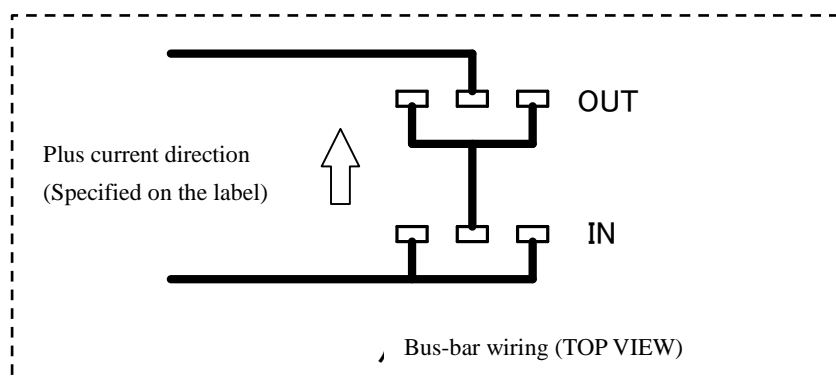 OUT
Plus current direction
(Specified on the label)
IN
Bus-bar wiring (TOP VIEW)